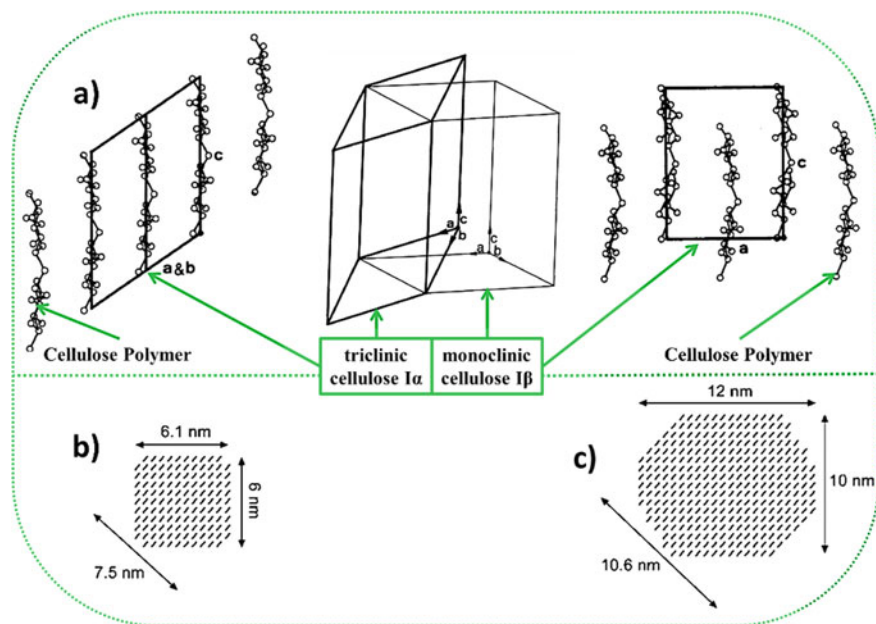 a)
c
a&b
a
c
b
a
c
b
c
a
Cellulose Polymer
triclinic
cellulose Iα
monoclinic
cellulose Iβ
Cellulose Polymer
b)
6.1 nm
6 nm
7.5 nm
c)
12 nm
10 nm
10.6 nm